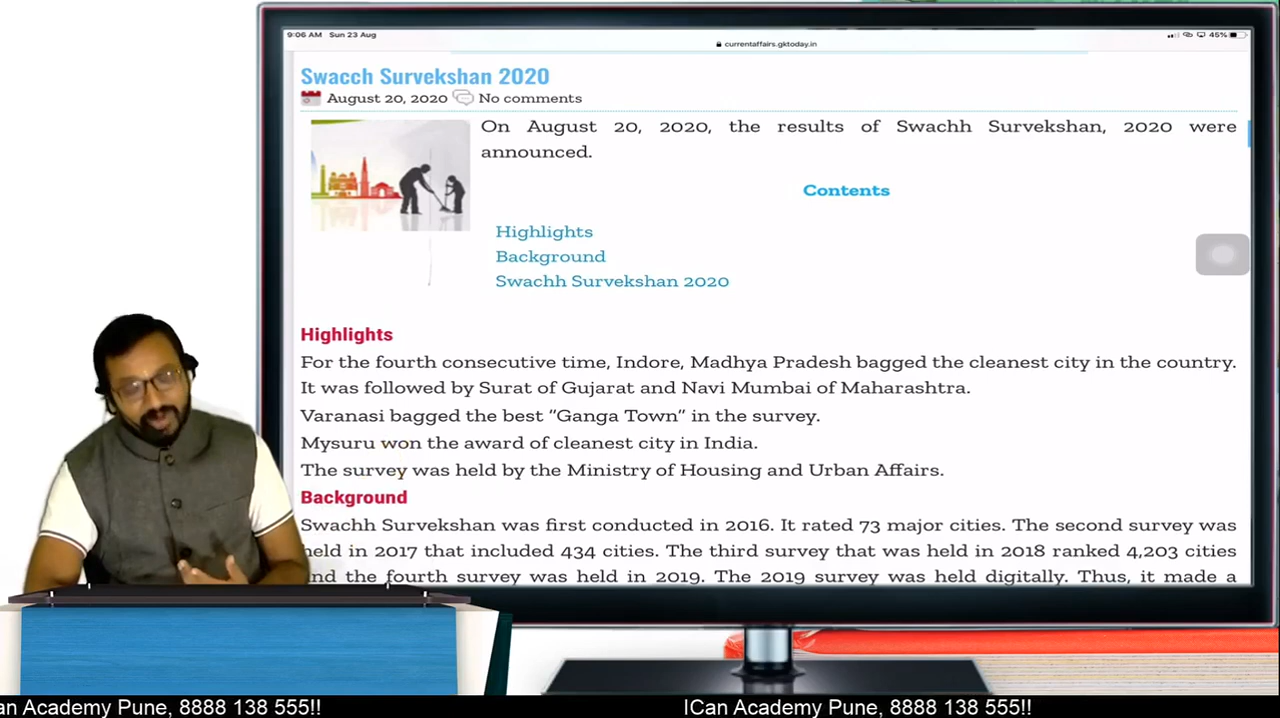 9:06 AM Sun 23 Aug
currentaffairs.gktoday.in
45%
Swacch Survekshan 2020
August 20, 2020 No comments
On August 20, 2020, the results of Swachh Survekshan, 2020 were
announced.
Contents
Highlights
Background
Swachh Survekshan 2020
Highlights
For the fourth consecutive time, Indore, Madhya Pradesh bagged the cleanest city in the country.
It was followed by Surat of Gujarat and Navi Mumbai of Maharashtra.
Varanasi bagged the best “Ganga Town” in the survey.
Mysuru won the award of cleanest city in India.
The survey was held by the Ministry of Housing and Urban Affairs.
Background
Swachh Survekshan was first conducted in 2016. It rated 73 major cities. The second survey was
held in 2017 that included 434 cities. The third survey that was held in 2018 ranked 4,203 cities
and the fourth survey was held in 2019. The 2019 survey was held digitally. Thus, it made a
an Academy Pune, 8888 138 555!! ICan Academy Pune, 8888 138 555!!